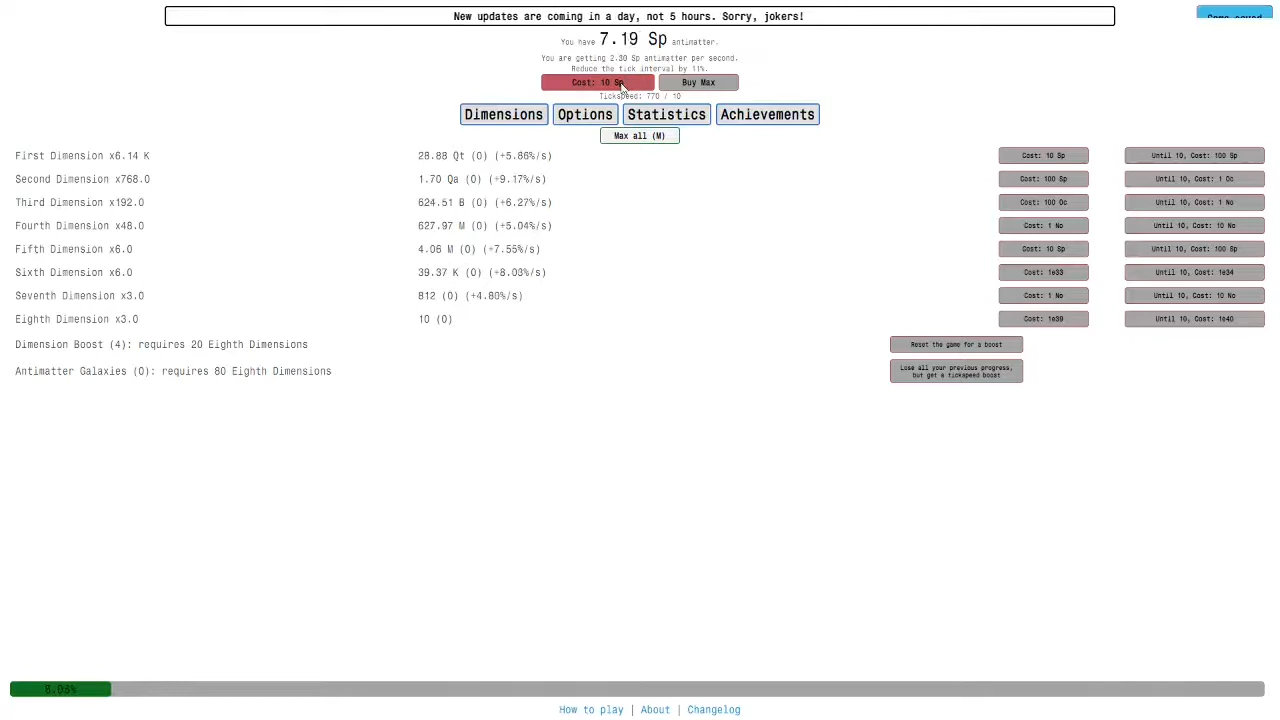 New updates are coming in a day, not 5 hours. Sorry, jokers!
Game saved
You have 7.19 Sp antimatter.
You are getting 2.30 Sp antimatter per second.
Reduce the tick interval by 11%.
Cost: 10 Sp Buy Max
Tickspeed: 770 / 10
Dimensions Options Statistics Achievements
Max all (M)
First Dimension x6.14 K 28.88 Qt (0) (+5.86%/s) Cost: 10 Sp Until 10, Cost: 100 Sp
Second Dimension x768.0 1.70 Qa (0) (+9.17%/s) Cost: 100 Sp Until 10, Cost: 1 Oc
Third Dimension x192.0 624.51 B (0) (+6.27%/s) Cost: 100 Oc Until 10, Cost: 1 No
Fourth Dimension x48.0 627.97 M (0) (+5.04%/s) Cost: 1 No Until 10, Cost: 10 No
Fifth Dimension x6.0 4.06 M (0) (+7.55%/s) Cost: 10 Sp Until 10, Cost: 100 Sp
Sixth Dimension x6.0 39.37 K (0) (+8.03%/s) Cost: 1e33 Until 10, Cost: 1e34
Seventh Dimension x3.0 812 (0) (+4.80%/s) Cost: 1 No Until 10, Cost: 10 No
Eighth Dimension x3.0 10 (0) Cost: 1e39 Until 10, Cost: 1e40
Dimension Boost (4): requires 20 Eighth Dimensions Reset the game for a boost
Antimatter Galaxies (0): requires 80 Eighth Dimensions Lose all your previous progress,
but get a tickspeed boost
8.03%
How to play | About | Changelog